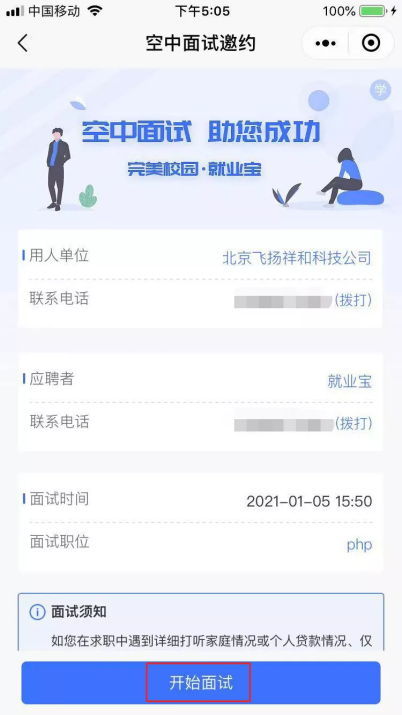 中国移动 下午5:05 100%
空中面试邀约
学
空中面试 助您成功
完美校园·就业宝
用人单位 北京飞扬祥和科技公司
联系电话 (拨打)
应聘者 就业宝
联系电话 (拨打)
面试时间 2021-01-05 15:50
面试职位 php
面试须知
如您在求职中遇到详细打听家庭情况或个人贷款情况、仅
开始面试